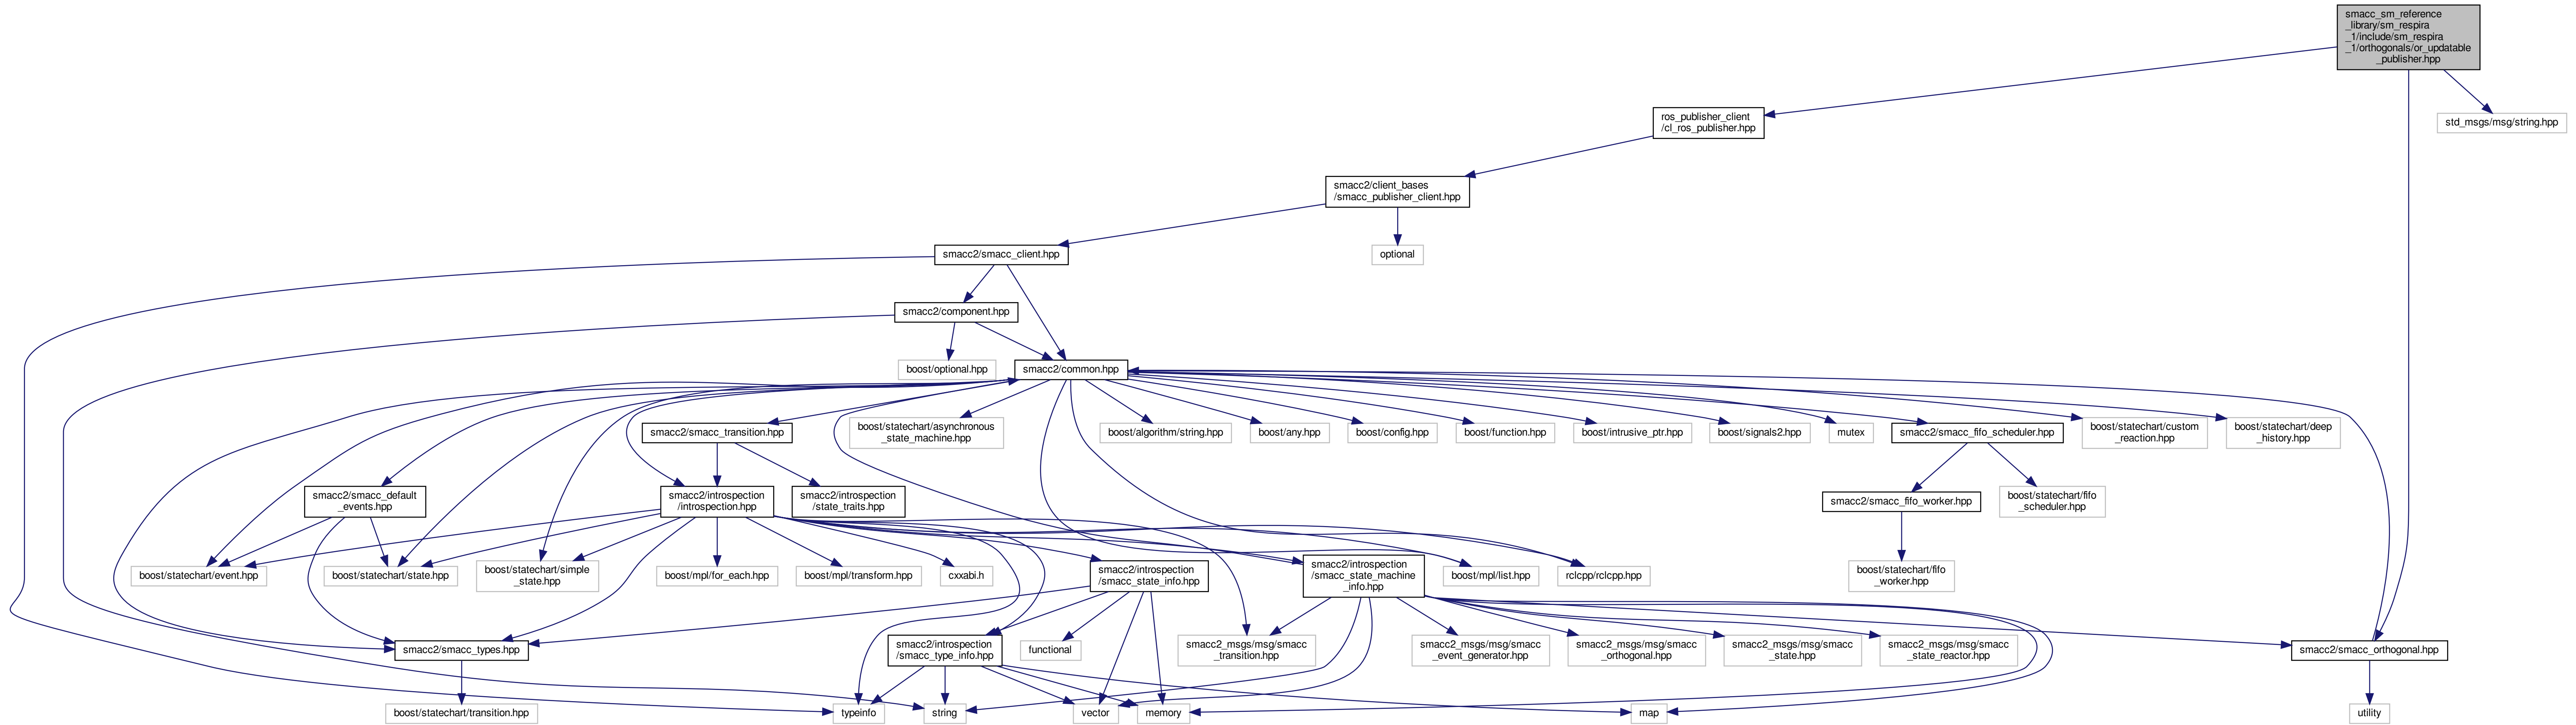 smacc_sm_reference
_library/sm_respira
_1/include/sm_respira
_1/orthogonals/or_updatable
_publisher.hpp
ros_publisher_client
/cl_ros_publisher.hpp
std_msgs/msg/string.hpp
smacc2/client_bases
/smacc_publisher_client.hpp
smacc2/smacc_client.hpp
optional
smacc2/component.hpp
boost/optional.hpp
smacc2/common.hpp
smacc2/smacc_transition.hpp
boost/statechart/asynchronous
_state_machine.hpp
boost/algorithm/string.hpp
boost/any.hpp
boost/config.hpp
boost/function.hpp
boost/intrusive_ptr.hpp
boost/signals2.hpp
mutex
smacc2/smacc_fifo_scheduler.hpp
boost/statechart/custom
_reaction.hpp
boost/statechart/deep
_history.hpp
smacc2/smacc_default
_events.hpp
smacc2/introspection
/introspection.hpp
smacc2/introspection
/state_traits.hpp
smacc2/smacc_fifo_worker.hpp
boost/statechart/fifo
_scheduler.hpp
boost/statechart/event.hpp
boost/statechart/state.hpp
boost/statechart/simple
_state.hpp
boost/mpl/for_each.hpp
boost/mpl/transform.hpp
cxxabi.h
smacc2/introspection
/smacc_state_info.hpp
smacc2/introspection
/smacc_state_machine
_info.hpp
boost/mpl/list.hpp
rclcpp/rclcpp.hpp
boost/statechart/fifo
_worker.hpp
smacc2/smacc_types.hpp
smacc2/introspection
/smacc_type_info.hpp
functional
smacc2_msgs/msg/smacc
_transition.hpp
smacc2_msgs/msg/smacc
_event_generator.hpp
smacc2_msgs/msg/smacc
_orthogonal.hpp
smacc2_msgs/msg/smacc
_state.hpp
smacc2_msgs/msg/smacc
_state_reactor.hpp
smacc2/smacc_orthogonal.hpp
boost/statechart/transition.hpp
typeinfo
string
vector
memory
map
utility